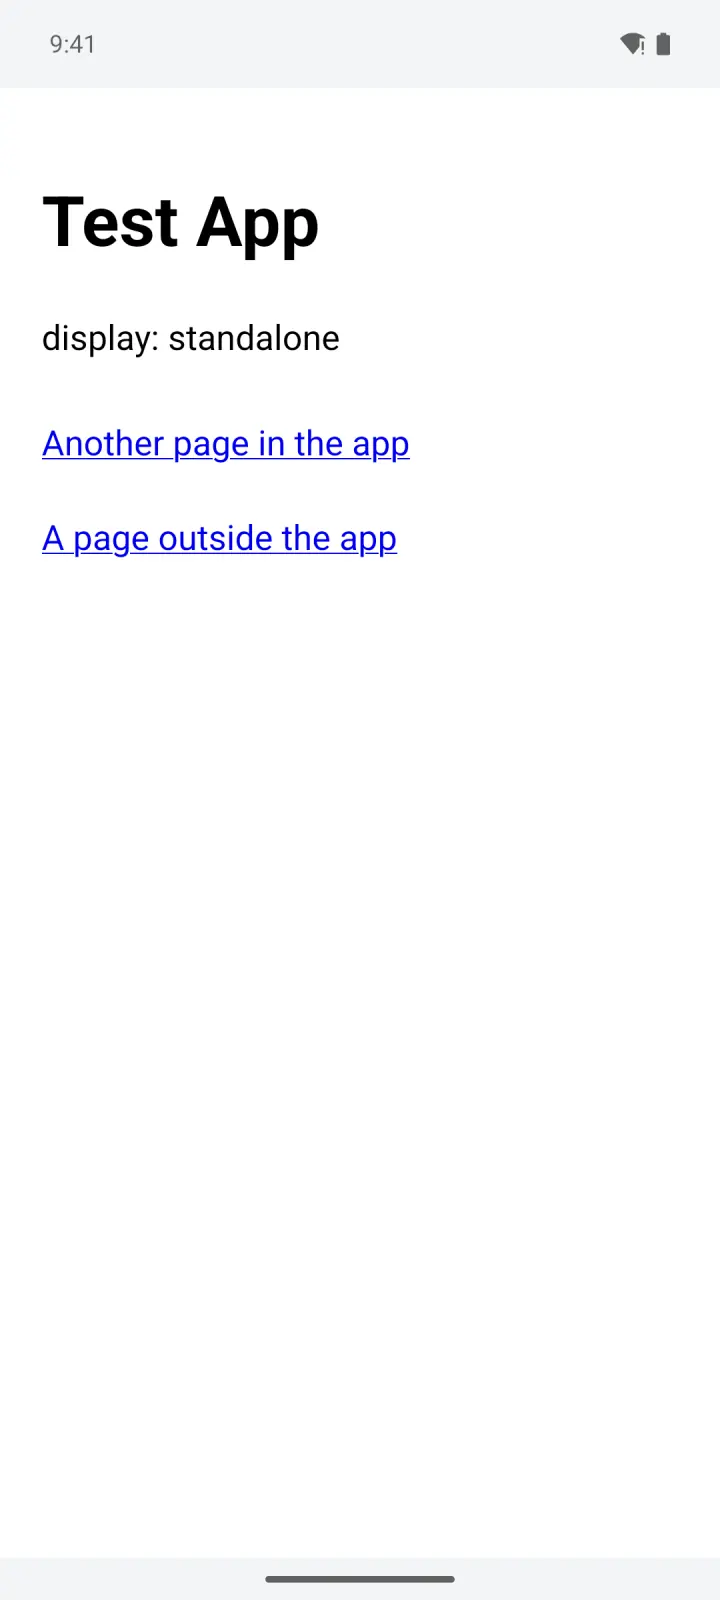 9:41
Test App
display: standalone
Another page in the app
A page outside the app